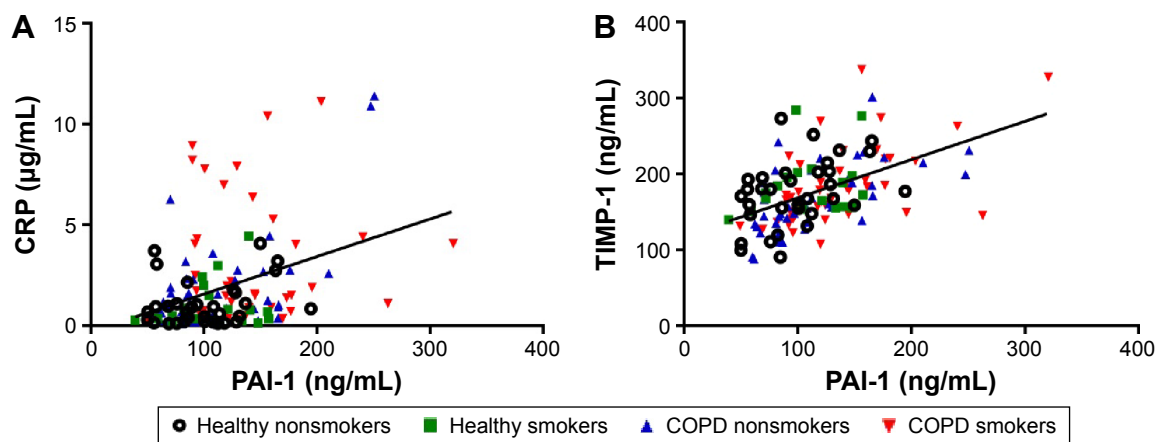 A
B
15
10
5
0
CRP (µg/mL)
0 100 200 300 400
PAI-1 (ng/mL)
400
300
200
100
0
TIMP-1 (ng/mL)
0 100 200 300 400
PAI-1 (ng/mL)
Healthy nonsmokers Healthy smokers COPD nonsmokers COPD smokers